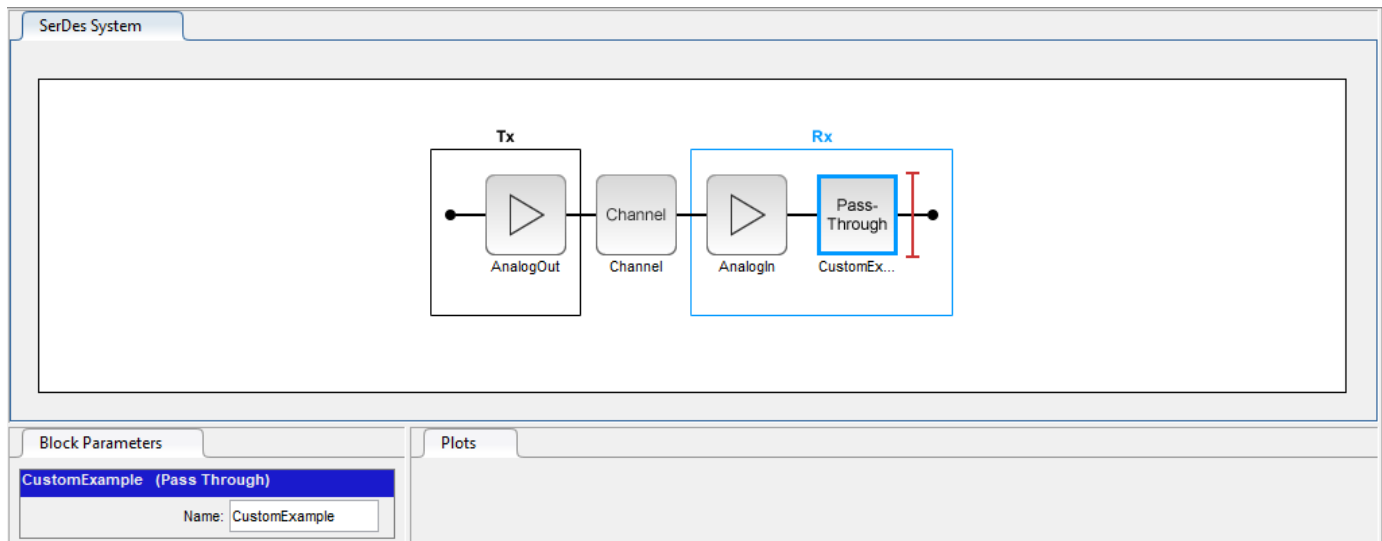 SerDes System
Tx
Rx
Channel
Pass-
Through
AnalogOut
Channel
AnalogIn
CustomEx...
Block Parameters
Plots
CustomExample (Pass Through)
Name: CustomExample